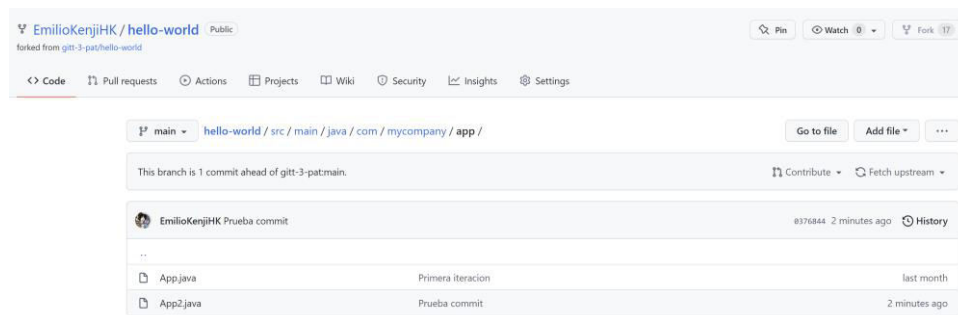 EmilioKenjiHK / hello-world Public
Pin Watch 0 Fork 17
forked from gitt-3-pat/hello-world
<> Code Pull requests Actions Projects Wiki Security Insights Settings
main hello-world / src / main / java / com / mycompany / app / Go to file Add file ...
This branch is 1 commit ahead of gitt-3-pat:main. Contribute Fetch upstream
EmilioKenjiHK Prueba commit 0376844 2 minutes ago History
..
App.java Primera iteracion last month
App2.java Prueba commit 2 minutes ago